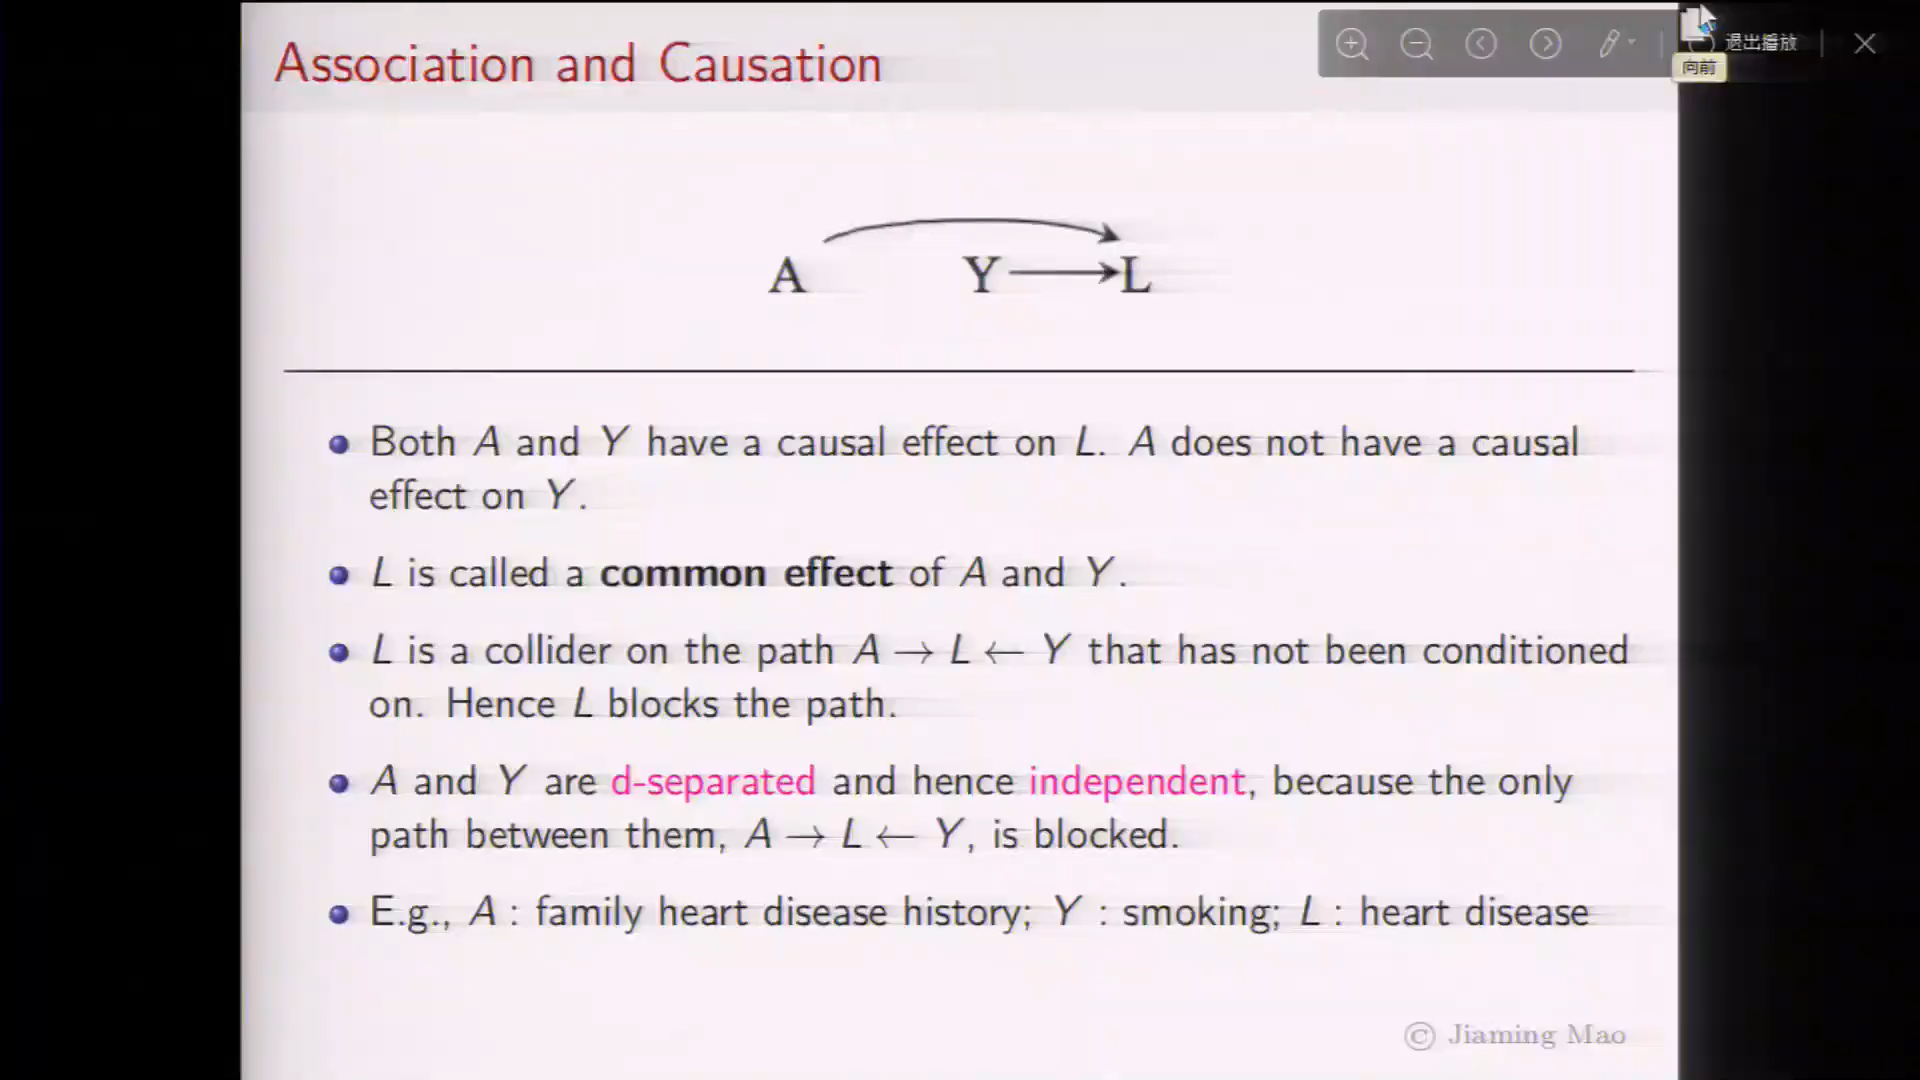 Association and Causation
退出播放
向前
A Y L
Both A and Y have a causal effect on L. A does not have a causal
effect on Y.
L is called a common effect of A and Y.
L is a collider on the path A → L ← Y that has not been conditioned
on. Hence L blocks the path.
A and Y are d-separated and hence independent, because the only
path between them, A → L ← Y, is blocked.
E.g., A : family heart disease history; Y : smoking; L : heart disease
© Jiaming Mao